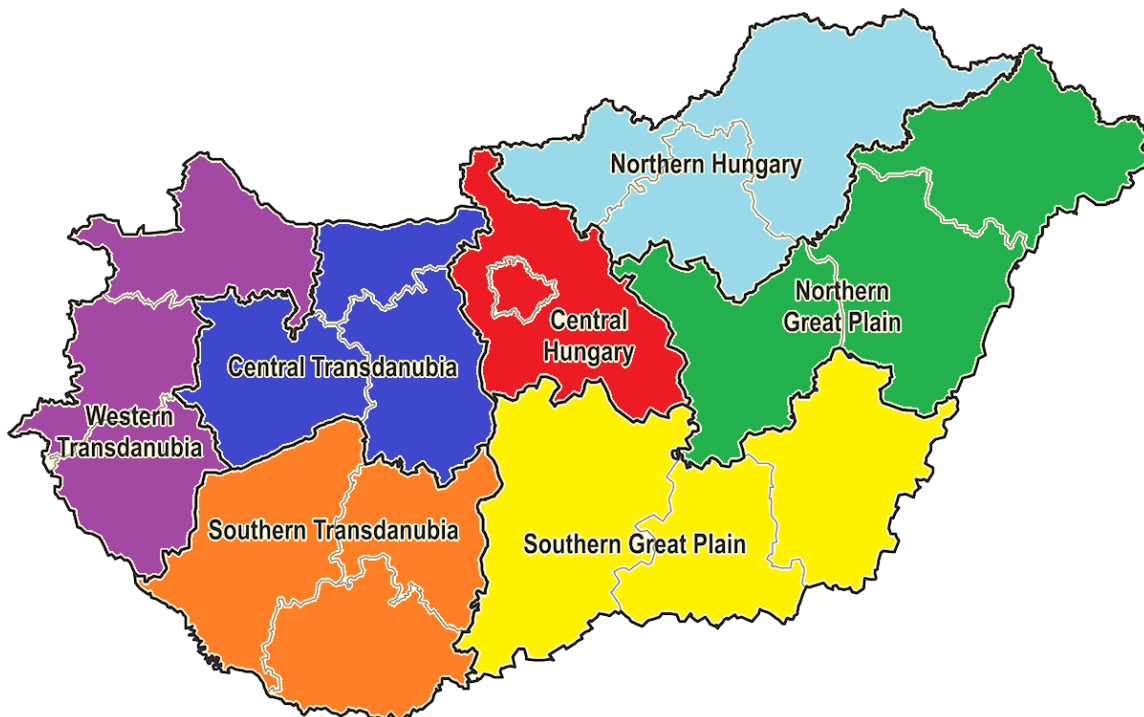 Northern Hungary
Northern
Great Plain
Central
Hungary
Central Transdanubia
Western
Transdanubia
Southern Transdanubia
Southern Great Plain